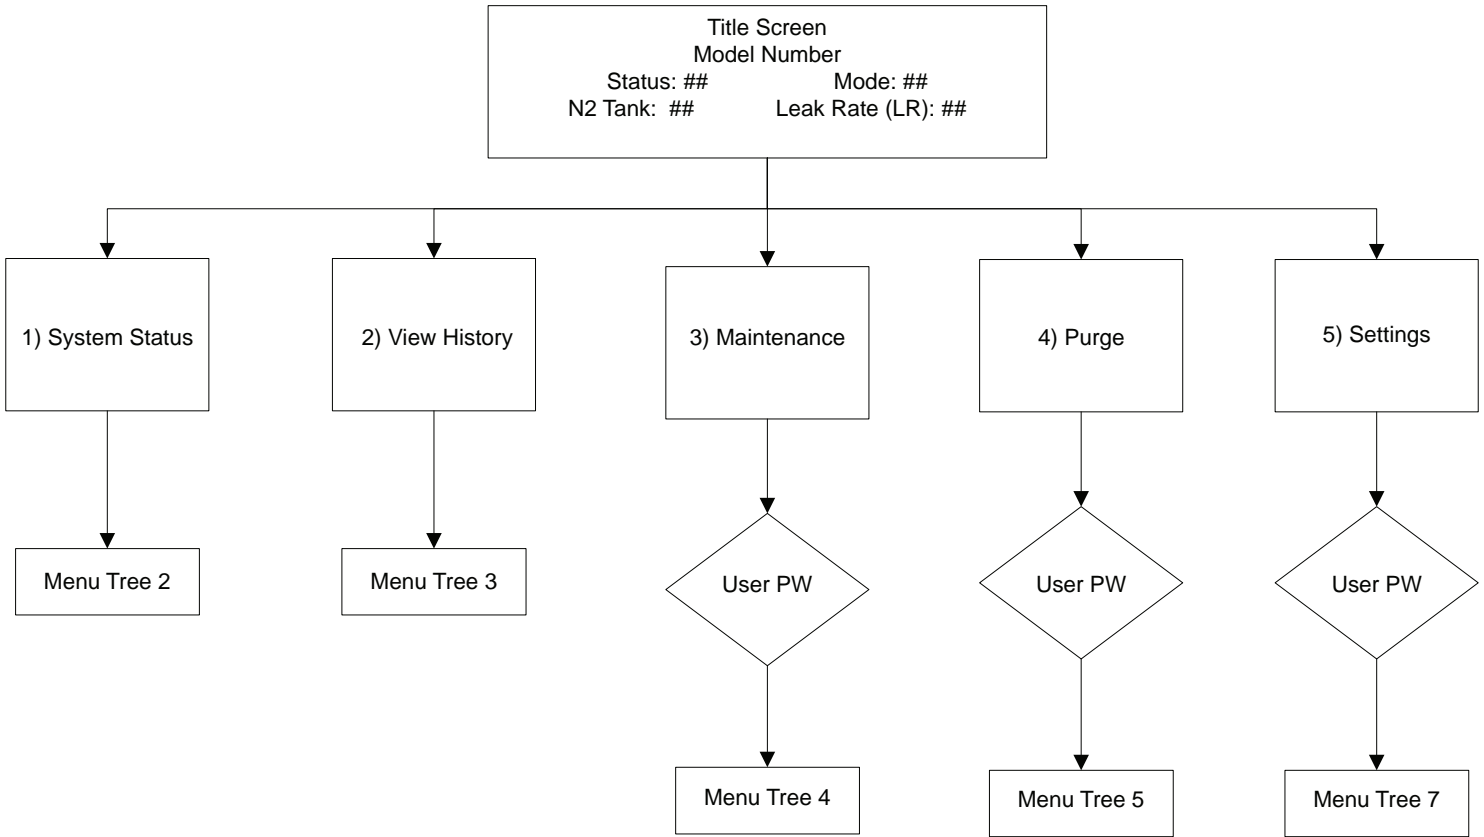 Title Screen
Model Number
Status: ## Mode: ##
N2 Tank: ## Leak Rate (LR): ##
1) System Status
2) View History
3) Maintenance
4) Purge
5) Settings
Menu Tree 2
Menu Tree 3
User PW
User PW
User PW
Menu Tree 4
Menu Tree 5
Menu Tree 7